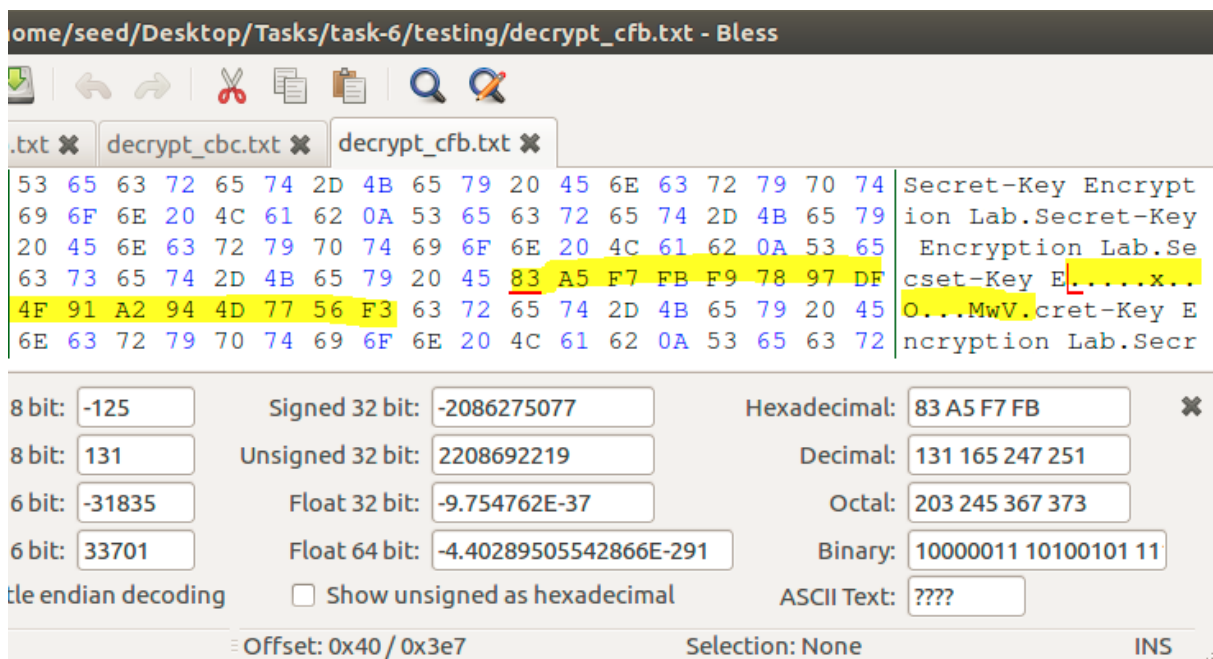 ome/seed/Desktop/Tasks/task-6/testing/decrypt_cfb.txt - Bless
.txt ✖ decrypt_cbc.txt ✖ decrypt_cfb.txt ✖
53 65 63 72 65 74 2D 4B 65 79 20 45 6E 63 72 79 70 74 Secret-Key Encrypt
69 6F 6E 20 4C 61 62 0A 53 65 63 72 65 74 2D 4B 65 79 ion Lab.Secret-Key
20 45 6E 63 72 79 70 74 69 6F 6E 20 4C 61 62 0A 53 65 Encryption Lab.Se
63 73 65 74 2D 4B 65 79 20 45 83 A5 F7 FB F9 78 97 DF cset-Key E.....x..
4F 91 A2 94 4D 77 56 F3 63 72 65 74 2D 4B 65 79 20 45 O...MwV.cret-Key E
6E 63 72 79 70 74 69 6F 6E 20 4C 61 62 0A 53 65 63 72 ncryption Lab.Secr
8 bit: -125 Signed 32 bit: -2086275077 Hexadecimal: 83 A5 F7 FB ✖
8 bit: 131 Unsigned 32 bit: 2208692219 Decimal: 131 165 247 251
6 bit: -31835 Float 32 bit: -9.754762E-37 Octal: 203 245 367 373
6 bit: 33701 Float 64 bit: -4.40289505542866E-291 Binary: 10000011 10100101 11
tle endian decoding Show unsigned as hexadecimal ASCII Text: ????
Offset: 0x40 / 0x3e7 Selection: None INS